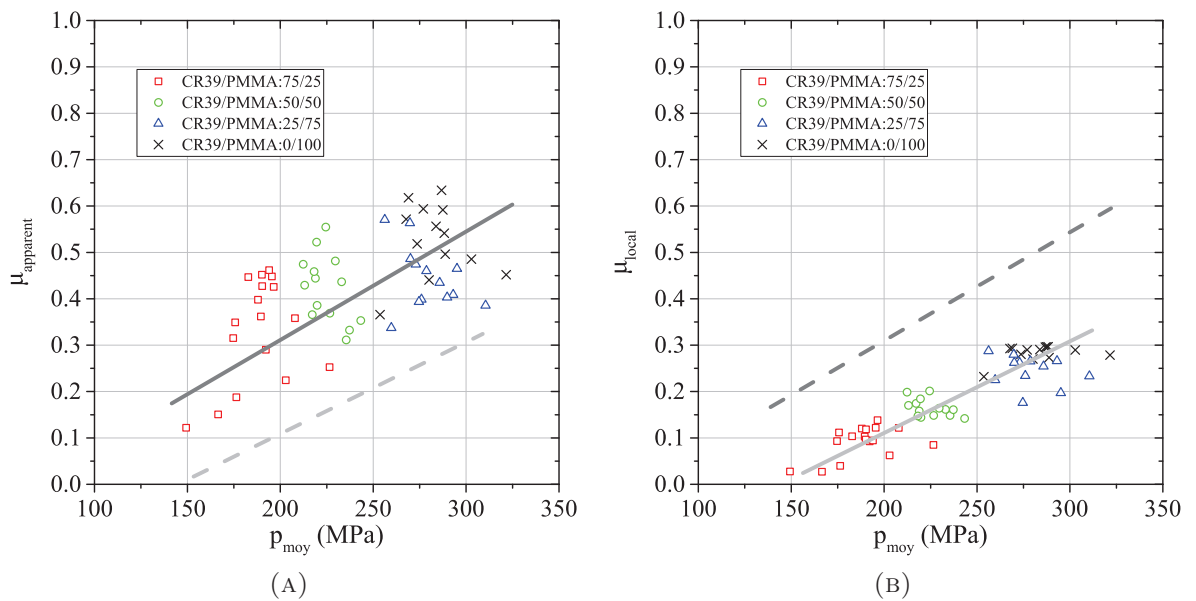 1.0
0.9
0.8
0.7
0.6
0.5
0.4
0.3
0.2
0.1
0.0
μapparent
CR39/PMMA:75/25
CR39/PMMA:50/50
CR39/PMMA:25/75
CR39/PMMA:0/100
100 150 200 250 300 350
pmoy (MPa)
(A)
1.0
0.9
0.8
0.7
0.6
0.5
0.4
0.3
0.2
0.1
0.0
μlocal
CR39/PMMA:75/25
CR39/PMMA:50/50
CR39/PMMA:25/75
CR39/PMMA:0/100
100 150 200 250 300 350
pmoy (MPa)
(B)